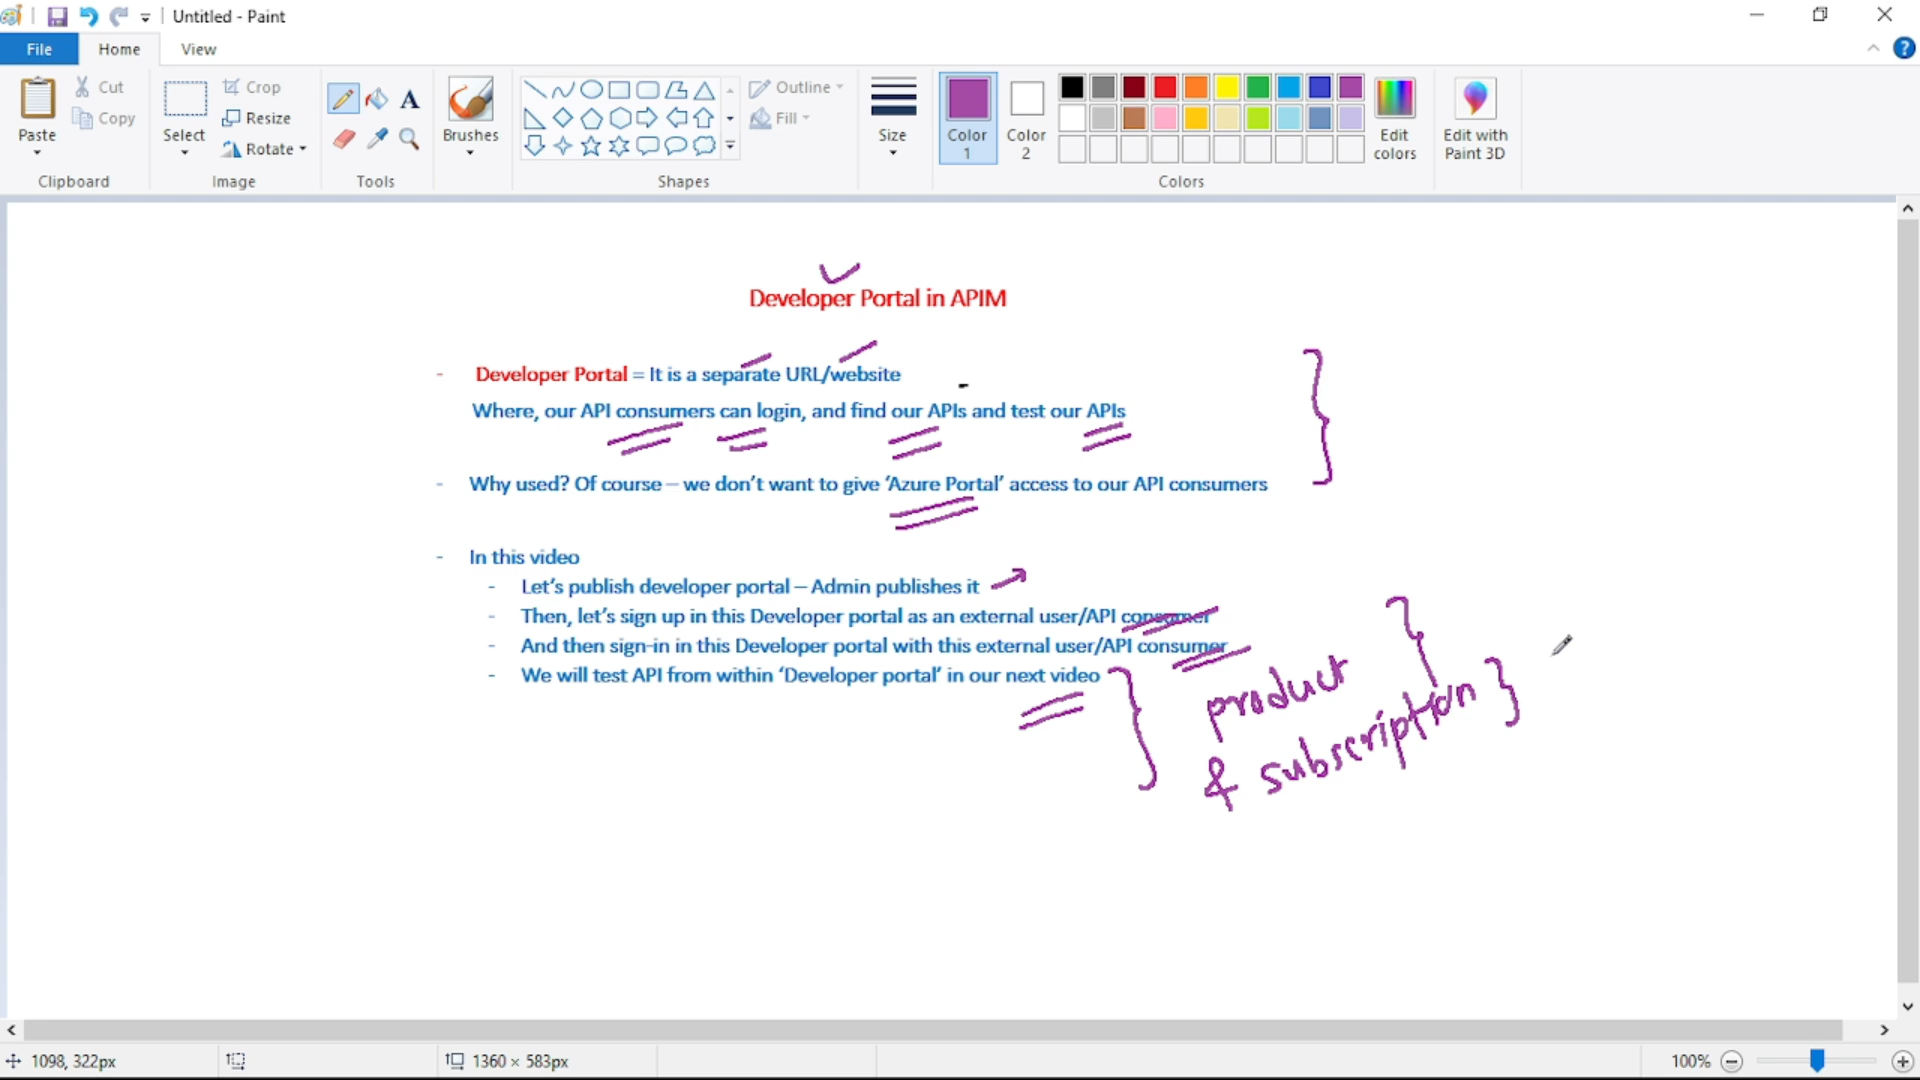 Untitled - Paint
File Home View
Paste
Cut
Copy
Clipboard
Select
Crop
Resize
Rotate
Image
A
Tools
Brushes
Shapes
Outline
Fill
Size
Color 1
Color 2
Edit colors
Edit with Paint 3D
Colors
Developer Portal in APIM
- Developer Portal = It is a separate URL/website
Where, our API consumers can login, and find our APIs and test our APIs
- Why used? Of course – we don't want to give 'Azure Portal' access to our API consumers
- In this video
- Let's publish developer portal – Admin publishes it
- Then, let's sign up in this Developer portal as an external user/API consumer
- And then sign-in in this Developer portal with this external user/API consumer
- We will test API from within 'Developer portal' in our next video
product
& subscription
1098, 322px
1360 × 583px
100%